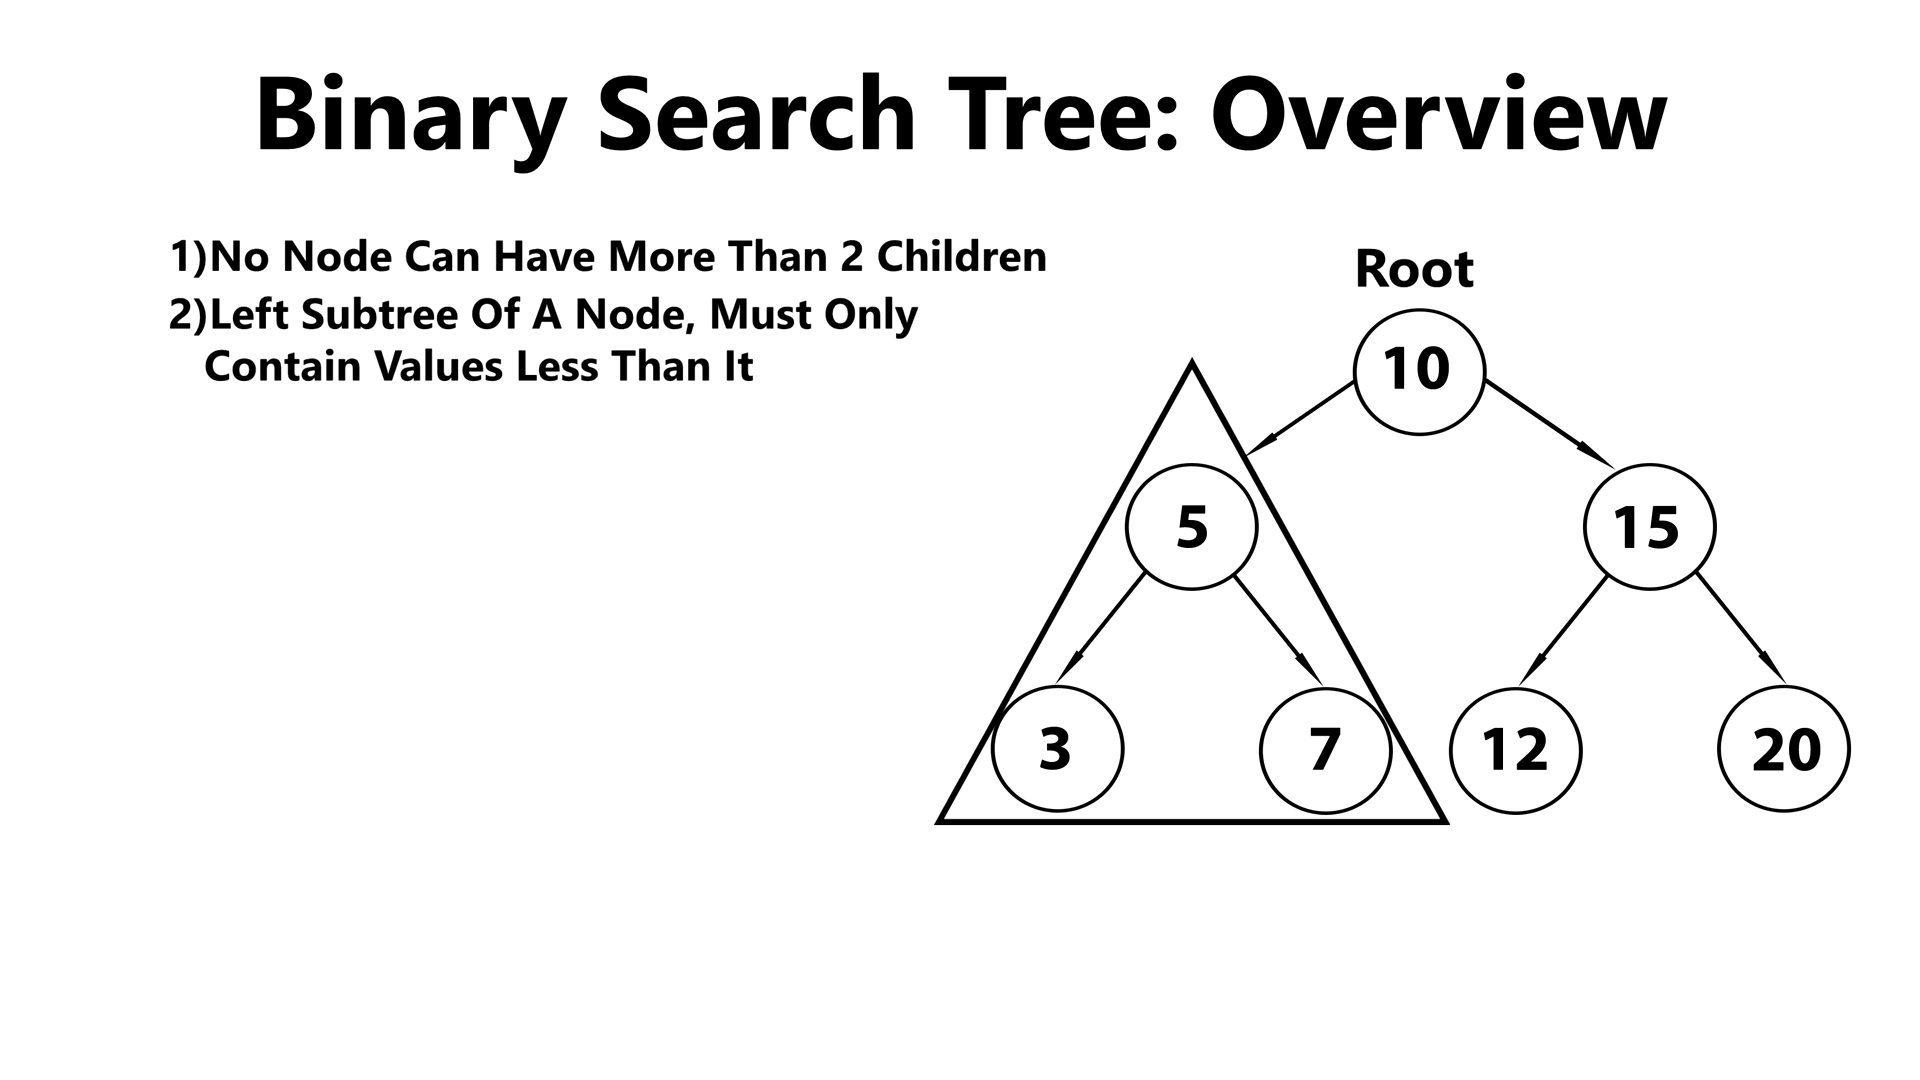 Binary Search Tree: Overview
1)No Node Can Have More Than 2 Children
2)Left Subtree Of A Node, Must Only
Contain Values Less Than It
Root
10
5
15
3
7
12
20